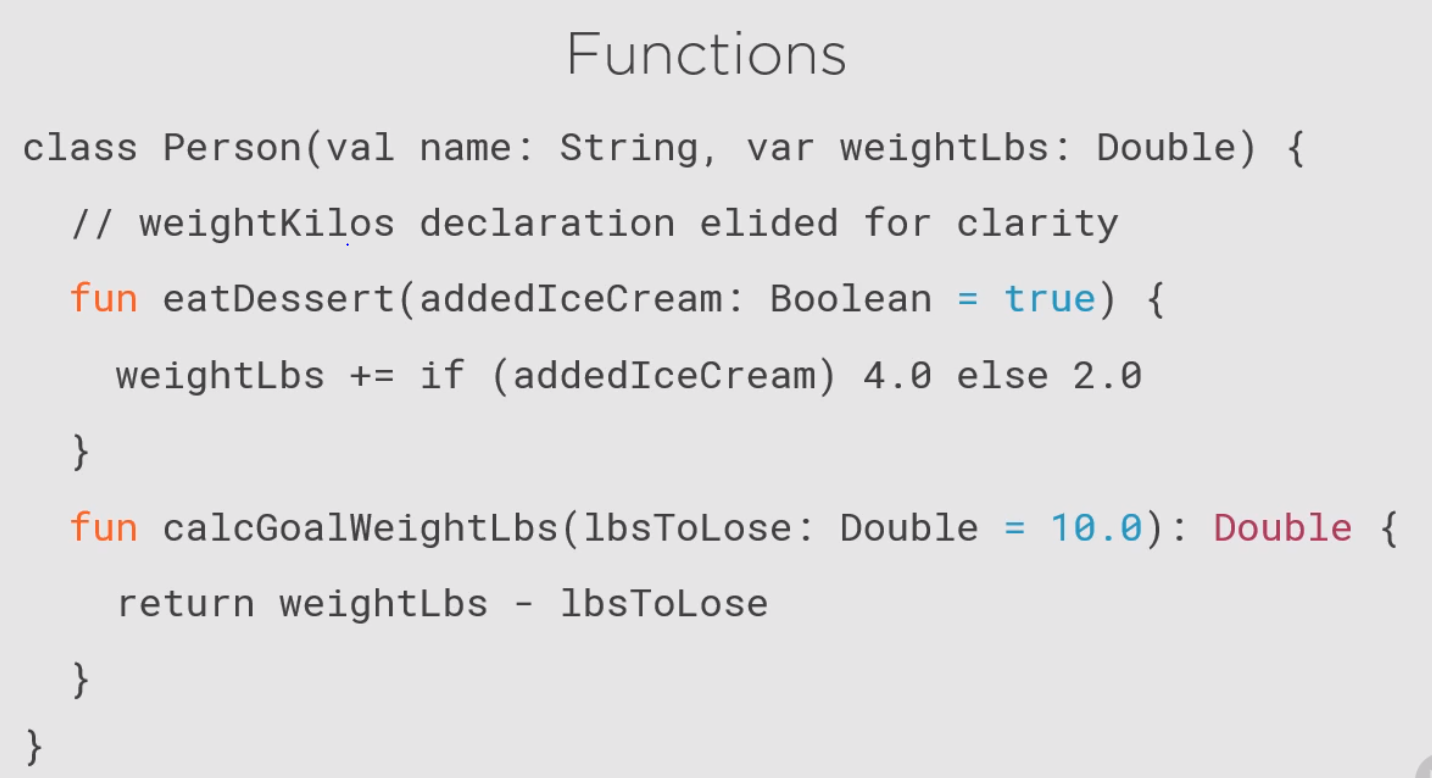 Functions
class Person(val name: String, var weightLbs: Double) {
// weightKilos declaration elided for clarity
fun eatDessert(addedIceCream: Boolean = true) {
weightLbs += if (addedIceCream) 4.0 else 2.0
}
fun calcGoalWeightLbs(lbsToLose: Double = 10.0): Double {
return weightLbs - lbsToLose
}
}